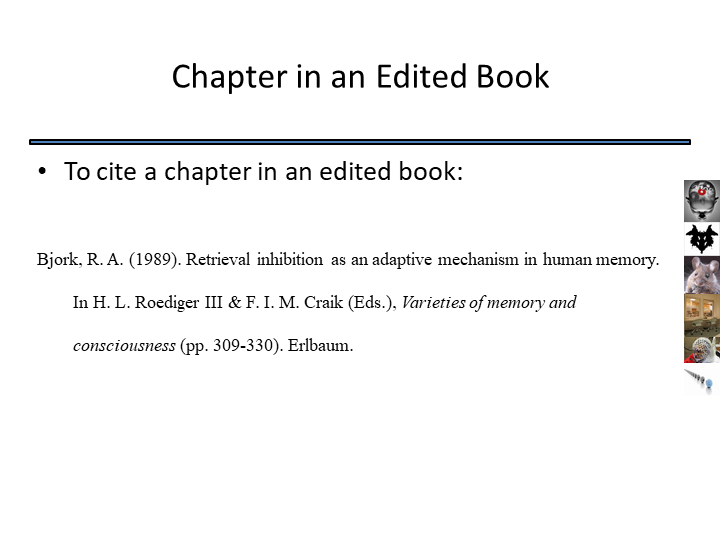 Chapter in an Edited Book
• To cite a chapter in an edited book:
Bjork, R. A. (1989). Retrieval inhibition as an adaptive mechanism in human memory.
In H. L. Roediger III & F. I. M. Craik (Eds.), Varieties of memory and
consciousness (pp. 309-330). Erlbaum.